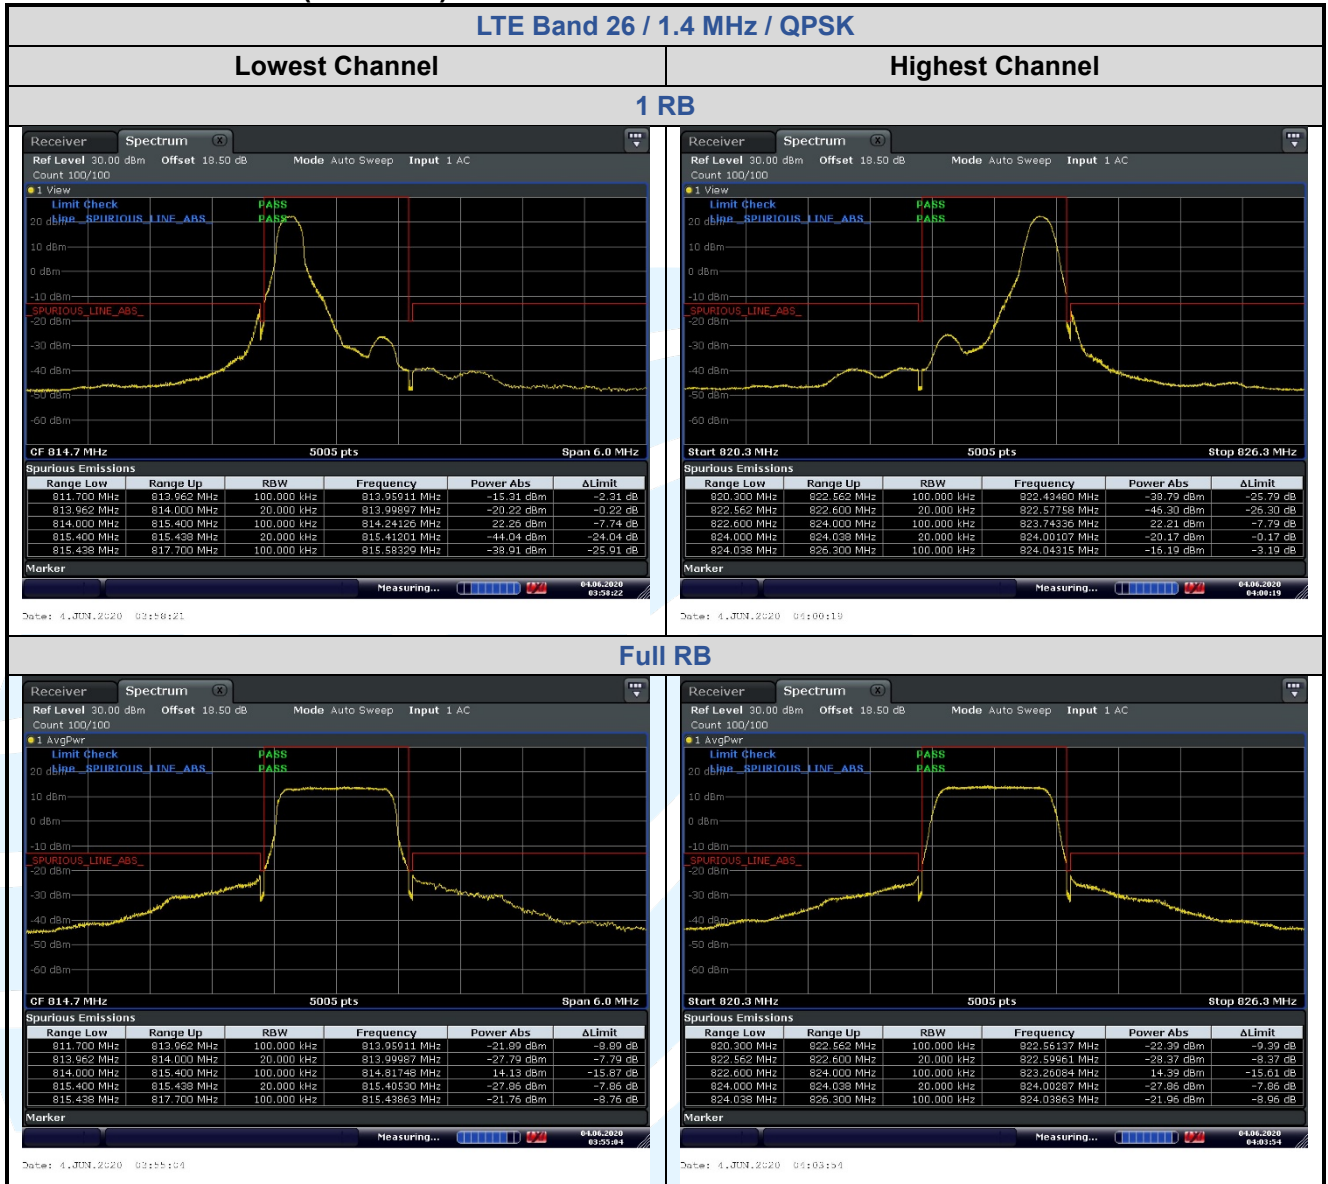 LTE Band 26 / 1.4 MHz / QPSK
Lowest Channel
Highest Channel
1 RB
Receiver Spectrum
Ref Level 30.00 dBm Offset 18.50 dB Mode Auto Sweep Input 1 AC
Count 100/100
1 View
Limit Check PASS
Line _SPURIOUS_LINE_ABS_ PASS
20 dBm
10 dBm
0 dBm
-10 dBm
_SPURIOUS_LINE_ABS_
-20 dBm
-30 dBm
-40 dBm
-50 dBm
-60 dBm
CF 814.7 MHz 5005 pts Span 6.0 MHz
Spurious Emissions
Range Low Range Up RBW Frequency Power Abs ΔLimit
811.700 MHz 813.962 MHz 100.000 kHz 813.95911 MHz -15.31 dBm -2.31 dB
813.962 MHz 814.000 MHz 20.000 kHz 813.99897 MHz -20.22 dBm -0.22 dB
814.000 MHz 815.400 MHz 100.000 kHz 814.24126 MHz 22.26 dBm -7.74 dB
815.400 MHz 815.438 MHz 20.000 kHz 815.41201 MHz -44.04 dBm -24.04 dB
815.438 MHz 817.700 MHz 100.000 kHz 815.58329 MHz -38.91 dBm -25.91 dB
Marker
Measuring... 04.06.2020
03:58:22
Date: 4.JUN.2020 03:58:21
Receiver Spectrum
Ref Level 30.00 dBm Offset 18.50 dB Mode Auto Sweep Input 1 AC
Count 100/100
1 View
Limit Check PASS
Line _SPURIOUS_LINE_ABS_ PASS
20 dBm
10 dBm
0 dBm
-10 dBm
_SPURIOUS_LINE_ABS_
-20 dBm
-30 dBm
-40 dBm
-50 dBm
-60 dBm
Start 820.3 MHz 5005 pts Stop 826.3 MHz
Spurious Emissions
Range Low Range Up RBW Frequency Power Abs ΔLimit
820.300 MHz 822.562 MHz 100.000 kHz 822.43480 MHz -38.79 dBm -25.79 dB
822.562 MHz 822.600 MHz 20.000 kHz 822.57758 MHz -46.30 dBm -26.30 dB
822.600 MHz 824.000 MHz 100.000 kHz 823.74336 MHz 22.21 dBm -7.79 dB
824.000 MHz 824.038 MHz 20.000 kHz 824.00107 MHz -20.17 dBm -0.17 dB
824.038 MHz 826.300 MHz 100.000 kHz 824.04315 MHz -16.19 dBm -3.19 dB
Marker
Measuring... 04.06.2020
04:00:19
Date: 4.JUN.2020 04:00:19
Full RB
Receiver Spectrum
Ref Level 30.00 dBm Offset 18.50 dB Mode Auto Sweep Input 1 AC
Count 100/100
1 AvgPwr
Limit Check PASS
Line _SPURIOUS_LINE_ABS_ PASS
20 dBm
10 dBm
0 dBm
-10 dBm
_SPURIOUS_LINE_ABS_
-20 dBm
-30 dBm
-40 dBm
-50 dBm
-60 dBm
CF 814.7 MHz 5005 pts Span 6.0 MHz
Spurious Emissions
Range Low Range Up RBW Frequency Power Abs ΔLimit
811.700 MHz 813.962 MHz 100.000 kHz 813.95911 MHz -21.89 dBm -8.89 dB
813.962 MHz 814.000 MHz 20.000 kHz 813.99987 MHz -27.79 dBm -7.79 dB
814.000 MHz 815.400 MHz 100.000 kHz 814.81748 MHz 14.13 dBm -15.87 dB
815.400 MHz 815.438 MHz 20.000 kHz 815.40530 MHz -27.86 dBm -7.86 dB
815.438 MHz 817.700 MHz 100.000 kHz 815.43863 MHz -21.76 dBm -8.76 dB
Marker
Measuring... 04.06.2020
03:55:04
Date: 4.JUN.2020 03:55:04
Receiver Spectrum
Ref Level 30.00 dBm Offset 18.50 dB Mode Auto Sweep Input 1 AC
Count 100/100
1 AvgPwr
Limit Check PASS
Line _SPURIOUS_LINE_ABS_ PASS
20 dBm
10 dBm
0 dBm
-10 dBm
_SPURIOUS_LINE_ABS_
-20 dBm
-30 dBm
-40 dBm
-50 dBm
-60 dBm
Start 820.3 MHz 5005 pts Stop 826.3 MHz
Spurious Emissions
Range Low Range Up RBW Frequency Power Abs ΔLimit
820.300 MHz 822.562 MHz 100.000 kHz 822.56137 MHz -22.39 dBm -9.39 dB
822.562 MHz 822.600 MHz 20.000 kHz 822.59961 MHz -28.37 dBm -8.37 dB
822.600 MHz 824.000 MHz 100.000 kHz 823.26084 MHz 14.39 dBm -15.61 dB
824.000 MHz 824.038 MHz 20.000 kHz 824.00287 MHz -27.86 dBm -7.86 dB
824.038 MHz 826.300 MHz 100.000 kHz 824.03863 MHz -21.96 dBm -8.96 dB
Marker
Measuring... 04.06.2020
04:03:54
Date: 4.JUN.2020 04:03:54